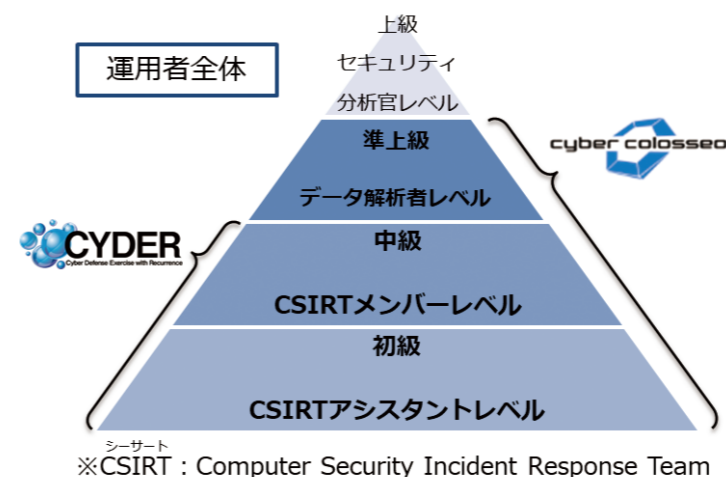 上級
運用者全体
セキュリティ
分析官レベル
準上級
cyber colosseo
データ解析者レベル
CYDER
Cyber Defense Exercise with Recurrence
中級
CSIRTメンバーレベル
初級
CSIRTアシスタントレベル
シーサート
※CSIRT：Computer Security Incident Response Team